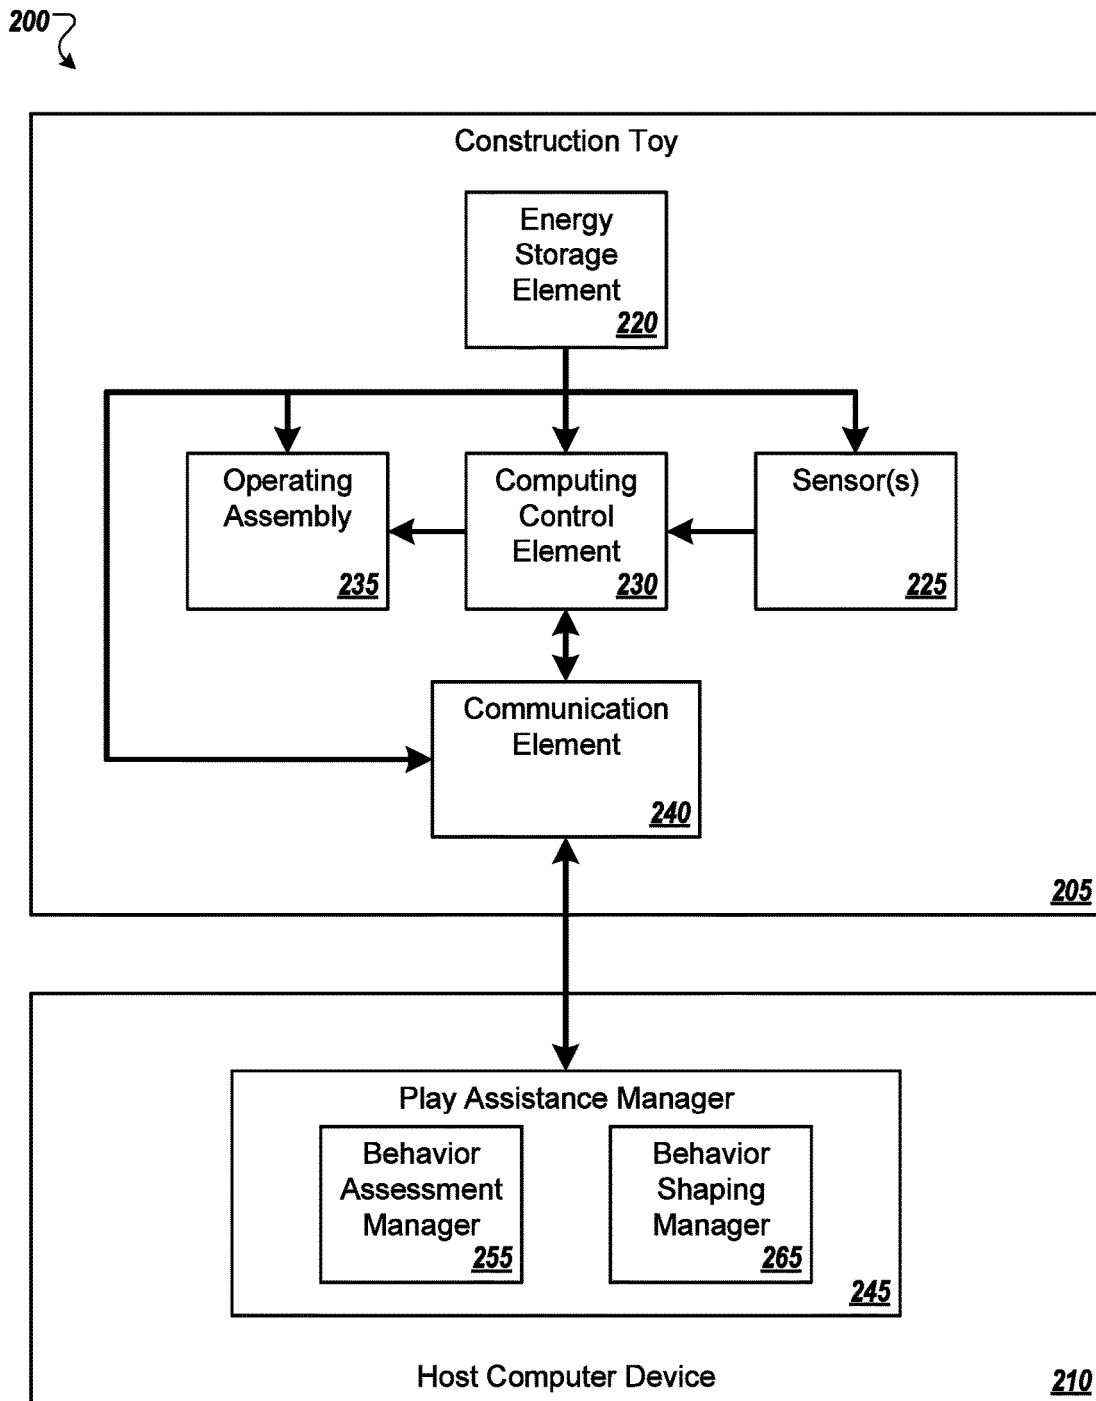 200
Construction Toy
Energy
Storage
Element
220
Operating
Assembly
235
Computing
Control
Element
230
Sensor(s)
225
Communication
Element
240
205
Play Assistance Manager
Behavior
Assessment
Manager
255
Behavior
Shaping
Manager
265
245
Host Computer Device
210